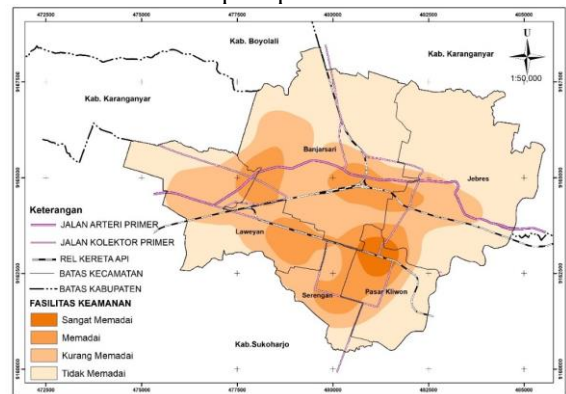 472500 475000 477500 480000 482500 485000
Kab. Boyolali
Kab. Karanganyar
U
1:50,000
Kab. Karanganyar
Banjarsari
Jebres
Laweyan
Serengan
Pasar Kliwon
Kab.Sukoharjo
Keterangan
JALAN ARTERI PRIMER
JALAN KOLEKTOR PRIMER
REL KERETA API
BATAS KECAMATAN
BATAS KABUPATEN
FASILITAS KEAMANAN
Sangat Memadai
Memadai
Kurang Memadai
Tidak Memadai
472500 475000 477500 480000 482500 485000